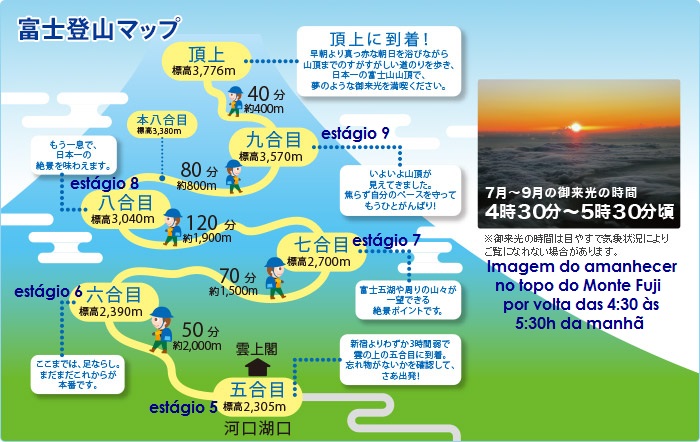 富士登山マップ
頂上
標高3,776m
頂上に到着！
早朝より真っ赤な朝日を浴びながら
山頂までのすがすがしい道のりを歩き、
日本一の富士山山頂で、
夢のような御来光を満喫ください。
40分
約400m
本八合目
標高3,380m
九合目
標高3,570m
estágio 9
もう一息で、
日本一の
絶景を味わえます。
80分
約800m
いよいよ山頂が
見えてきました。
焦らず自分のペースを守って
もうひとがんばり！
estágio 8
八合目
標高3,040m
120分
約1,900m
七合目
標高2,700m
estágio 7
70分
約1,500m
富士五湖や周りの山々が
一望できる
絶景ポイントです。
estágio 6
六合目
標高2,390m
50分
約2,000m
ここまでは、足ならし。
まだまだこれからが
本番です。
雲上閣
新宿よりわずか3時間弱で
雲の上の五合目に到着。
忘れ物がないかを確認して、
さあ出発！
estágio 5
五合目
標高2,305m
河口湖口
7月～9月の御来光の時間
4時30分～5時30分頃
※御来光の時間は目やすで気象状況により
ご覧になれない場合があります。
Imagem do amanhecer
no topo do Monte Fuji
por volta das 4:30 às
5:30h da manhã